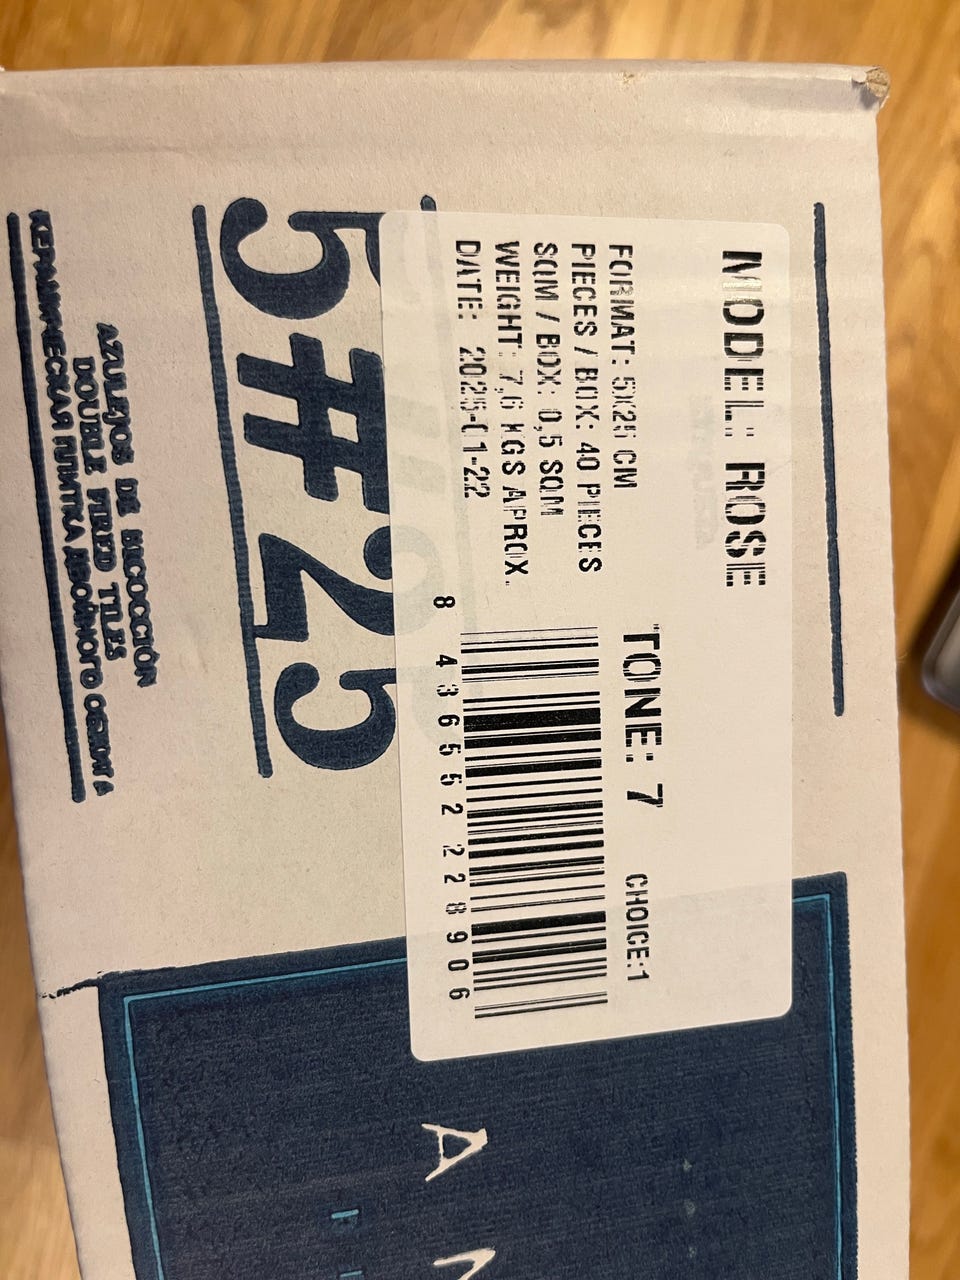 MODEL: ROSE
TONE: 7 CHOICE:1
FORMAT: 5X25 CM
PIECES / BOX: 40 PIECES
SQM / BOX: 0,5 SQM
WEIGHT: 7,6 KGS APROX.
DATE: 2025-01-22
8 436552 228906
5#25
AZULEJOS DE BICOCCIÓN
DOUBLE FIRED TILES
КЕРАМИЧЕСКАЯ ПЛИТКА ДВОЙНОГО ОБЖИГА
A